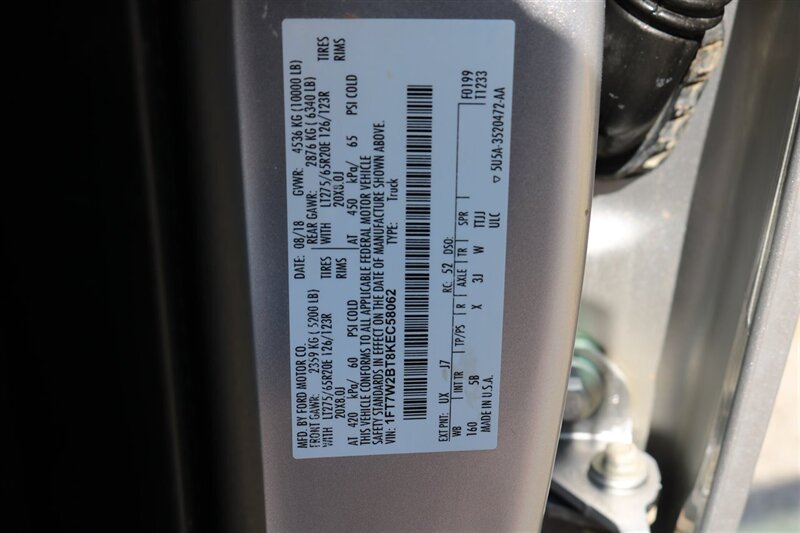 MFD. BY FORD MOTOR CO.
DATE: 08/18 GVWR: 4536 KG (10000 LB)
FRONT GAWR: 2359 KG ( 5200 LB) REAR GAWR: 2876 KG ( 6340 LB)
WITH LT275/65R20E 126/123R TIRES WITH LT275/65R20E 126/123R TIRES
20X8.0J RIMS 20X8.0J RIMS
AT 420 kPa/ 60 PSI COLD AT 450 kPa/ 65 PSI COLD
THIS VEHICLE CONFORMS TO ALL APPLICABLE FEDERAL MOTOR VEHICLE
SAFETY STANDARDS IN EFFECT ON THE DATE OF MANUFACTURE SHOWN ABOVE.
VIN: 1FT7W2BT8KEC58062 TYPE: Truck
F0199
T1233
EXT PNT: UX J7 RC: 52 DSO:
WB INT TR TP/PS R AXLE TR SPR
160 5B X 3J W TTJJ
ULC
MADE IN U.S.A. ▽ 5U5A-3520472-AA